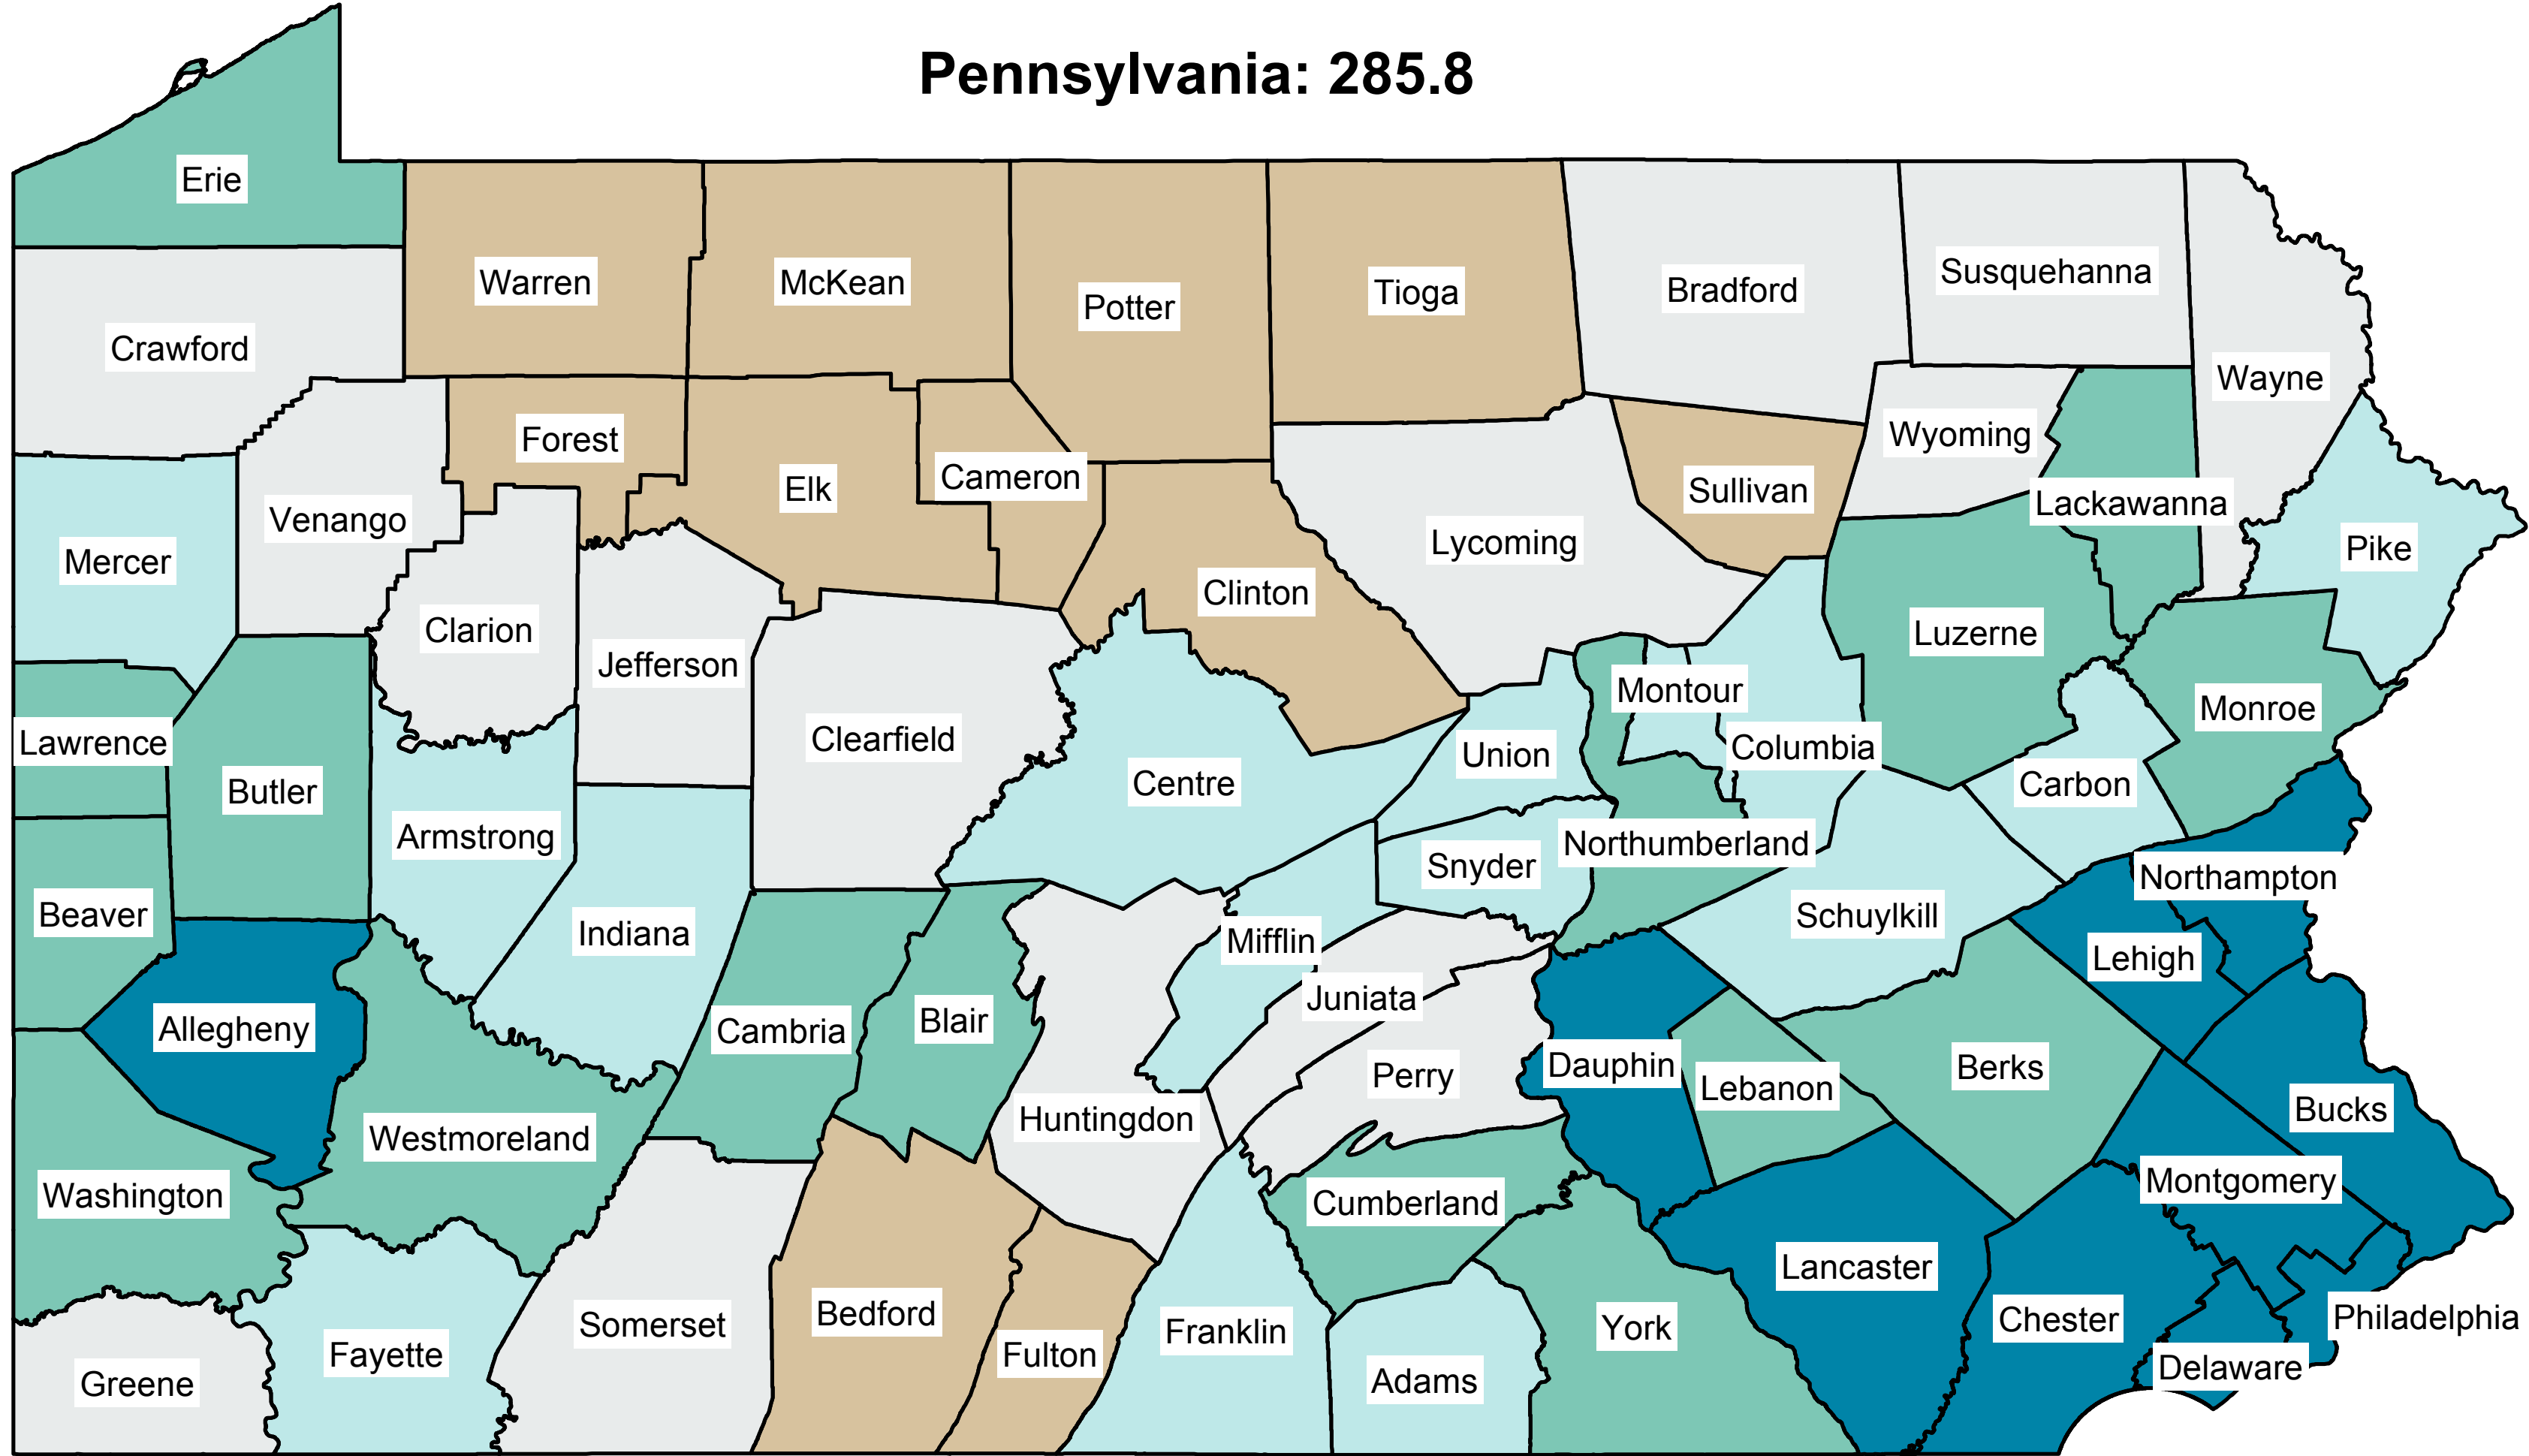 Pennsylvania: 285.8
Erie
Warren
McKean
Potter
Tioga
Bradford
Susquehanna
Crawford
Wayne
Forest
Cameron
Elk
Sullivan
Wyoming
Lackawanna
Venango
Mercer
Lycoming
Pike
Clinton
Clarion
Jefferson
Luzerne
Montour
Monroe
Lawrence
Clearfield
Union
Columbia
Butler
Centre
Carbon
Armstrong
Snyder
Northumberland
Northampton
Beaver
Indiana
Mifflin
Schuylkill
Lehigh
Allegheny
Cambria
Blair
Juniata
Perry
Dauphin
Lebanon
Berks
Huntingdon
Bucks
Westmoreland
Washington
Cumberland
Montgomery
Lancaster
Somerset
Bedford
Franklin
York
Chester
Philadelphia
Greene
Fayette
Fulton
Adams
Delaware